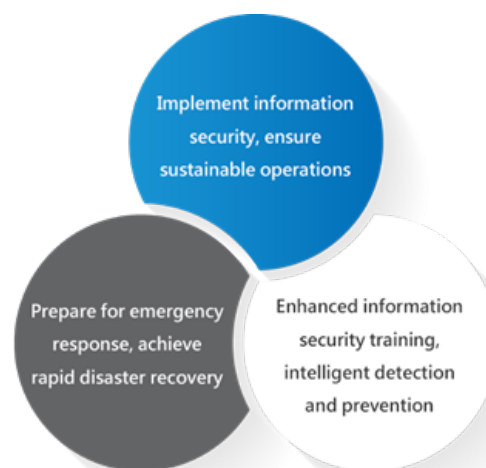 Implement information
security, ensure
sustainable operations
Prepare for emergency
response, achieve
rapid disaster recovery
Enhanced information
security training,
intelligent detection
and prevention